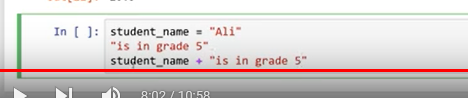 In [ ]: student_name = "Ali"
"is in grade 5"
student_name + "is in grade 5"
8:02 / 10:58